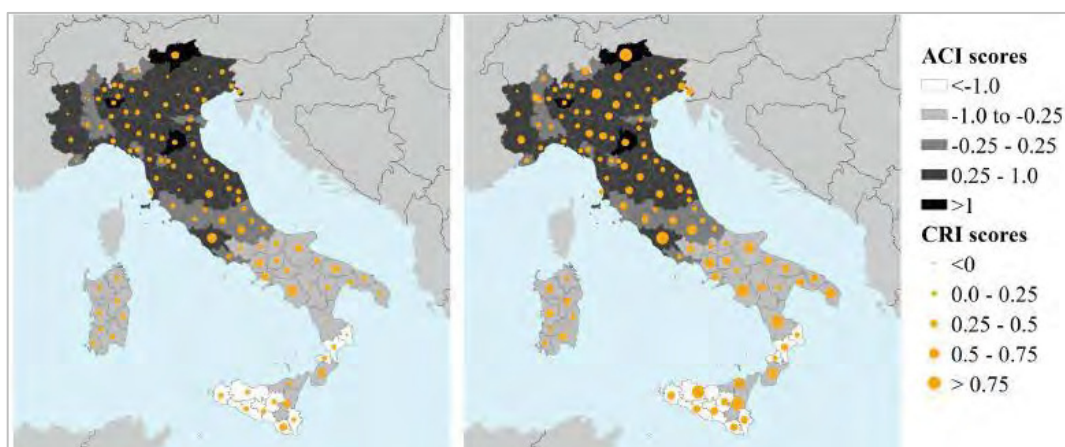 ACI scores
<-1.0
-1.0 to -0.25
-0.25 - 0.25
0.25 - 1.0
>1
CRI scores
<0
0.0 - 0.25
0.25 - 0.5
0.5 - 0.75
> 0.75